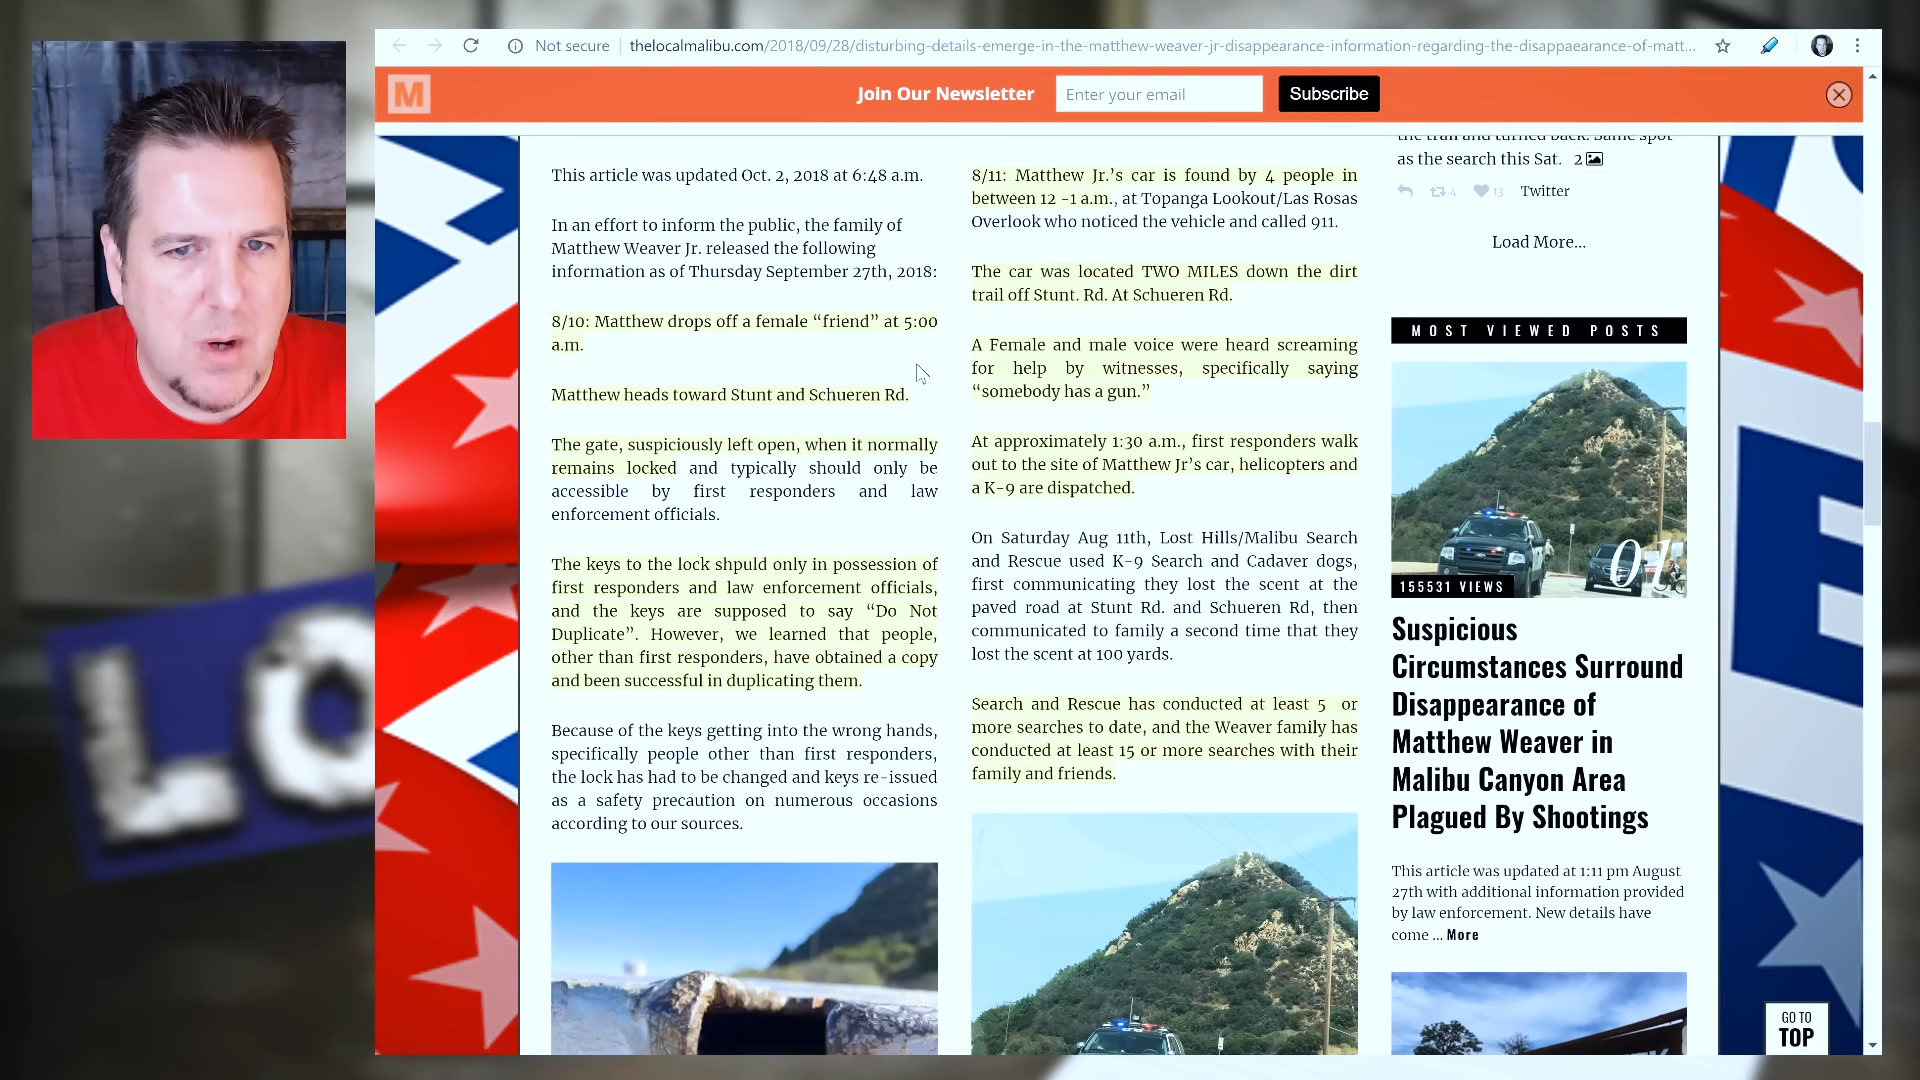 Not secure
thelocalmalibu.com/2018/09/28/disturbing-details-emerge-in-the-matthew-weaver-jr-disappearance-information-regarding-the-disappaearance-of-matt...
M
Join Our Newsletter
Enter your email
Subscribe
This article was updated Oct. 2, 2018 at 6:48 a.m.
In an effort to inform the public, the family of
Matthew Weaver Jr. released the following
information as of Thursday September 27th, 2018:
8/10: Matthew drops off a female “friend” at 5:00
a.m.
Matthew heads toward Stunt and Schueren Rd.
The gate, suspiciously left open, when it normally
remains locked and typically should only be
accessible by first responders and law
enforcement officials.
The keys to the lock shpuld only in possession of
first responders and law enforcement officials,
and the keys are supposed to say “Do Not
Duplicate”. However, we learned that people,
other than first responders, have obtained a copy
and been successful in duplicating them.
Because of the keys getting into the wrong hands,
specifically people other than first responders,
the lock has had to be changed and keys re-issued
as a safety precaution on numerous occasions
according to our sources.
8/11: Matthew Jr.’s car is found by 4 people in
between 12 -1 a.m., at Topanga Lookout/Las Rosas
Overlook who noticed the vehicle and called 911.
The car was located TWO MILES down the dirt
trail off Stunt. Rd. At Schueren Rd.
A Female and male voice were heard screaming
for help by witnesses, specifically saying
“somebody has a gun.”
At approximately 1:30 a.m., first responders walk
out to the site of Matthew Jr’s car, helicopters and
a K-9 are dispatched.
On Saturday Aug 11th, Lost Hills/Malibu Search
and Rescue used K-9 Search and Cadaver dogs,
first communicating they lost the scent at the
paved road at Stunt Rd. and Schueren Rd, then
communicated to family a second time that they
lost the scent at 100 yards.
Search and Rescue has conducted at least 5 or
more searches to date, and the Weaver family has
conducted at least 15 or more searches with their
family and friends.
the trail and turned back. Same spot
as the search this Sat. 2
4 13 Twitter
Load More...
MOST VIEWED POSTS
01
155531 VIEWS
Suspicious
Circumstances Surround
Disappearance of
Matthew Weaver in
Malibu Canyon Area
Plagued By Shootings
This article was updated at 1:11 pm August
27th with additional information provided
by law enforcement. New details have
come ... More
GO TO
TOP
LO
E